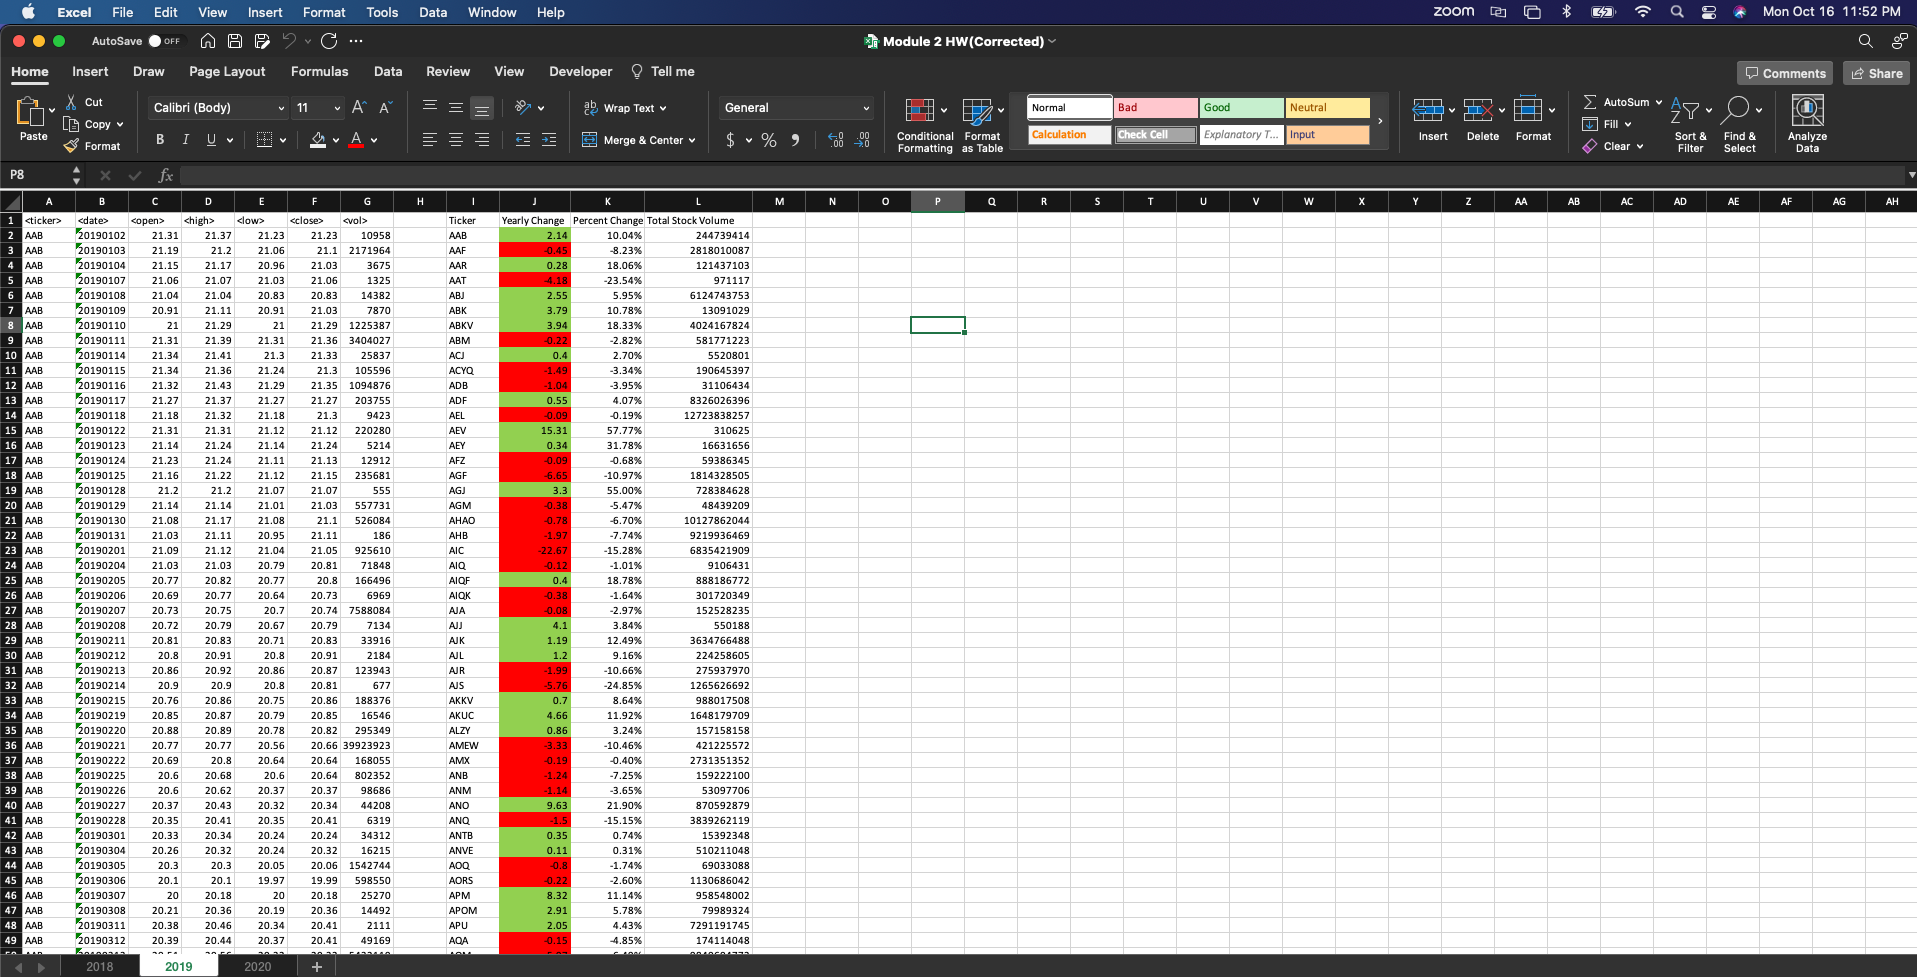 Excel File Edit View Insert Format Tools Data Window Help zoom Mon Oct 16 11:52 PM
AutoSave OFF Module 2 HW(Corrected)
Home Insert Draw Page Layout Formulas Data Review View Developer Tell me Comments Share
Paste Cut Copy Format
Calibri (Body) 11 A A
B I U A
ab Wrap Text
Merge & Center
General
$ % 9 .00 .00
Conditional Formatting
Format as Table
Normal Bad Good Neutral
Calculation Check Cell Explanatory T... Input
Insert Delete Format
AutoSum Fill Clear
Sort & Filter
Find & Select
Analyze Data
P8 fx
A B C D E F G H I J K L M N O P Q R S T U V W X Y Z AA AB AC AD AE AF AG AH
1 <ticker> <date> <open> <high> <low> <close> <vol> Ticker Yearly Change Percent Change Total Stock Volume
2 AAB 20190102 21.31 21.37 21.23 21.23 10958 AAB 2.14 10.04% 244739414
3 AAB 20190103 21.19 21.2 21.06 21.1 2171964 AAF -0.45 -8.23% 2818010087
4 AAB 20190104 21.15 21.17 20.96 21.03 3675 AAR 0.28 18.06% 121437103
5 AAB 20190107 21.06 21.07 21.03 21.06 1325 AAT -4.18 -23.54% 971117
6 AAB 20190108 21.04 21.04 20.83 20.83 14382 ABJ 2.55 5.95% 6124743753
7 AAB 20190109 20.91 21.11 20.91 21.03 7870 ABK 3.79 10.78% 13091029
8 AAB 20190110 21 21.29 21 21.29 1225387 ABKV 3.94 18.33% 4024167824
9 AAB 20190111 21.31 21.39 21.31 21.36 3404027 ABM -0.22 -2.82% 581771223
10 AAB 20190114 21.34 21.41 21.3 21.33 25837 ACJ 0.4 2.70% 5520801
11 AAB 20190115 21.34 21.36 21.24 21.3 105596 ACYQ -1.49 -3.34% 190645397
12 AAB 20190116 21.32 21.43 21.29 21.35 1094876 ADB -1.04 -3.95% 31106434
13 AAB 20190117 21.27 21.37 21.27 21.27 203755 ADF 0.55 4.07% 8326026396
14 AAB 20190118 21.18 21.32 21.18 21.3 9423 AEL -0.09 -0.19% 12723838257
15 AAB 20190122 21.31 21.31 21.12 21.12 220280 AEV 15.31 57.77% 310625
16 AAB 20190123 21.14 21.24 21.14 21.24 5214 AEY 0.34 31.78% 16631656
17 AAB 20190124 21.23 21.24 21.11 21.13 12912 AFZ -0.09 -0.68% 59386345
18 AAB 20190125 21.16 21.22 21.12 21.15 235681 AGF -6.65 -10.97% 1814328505
19 AAB 20190128 21.2 21.2 21.07 21.07 555 AGJ 3.3 55.00% 728384628
20 AAB 20190129 21.14 21.14 21.01 21.03 557731 AGM -0.38 -5.47% 48439209
21 AAB 20190130 21.08 21.17 21.08 21.1 526084 AHAO -0.78 -6.70% 10127862044
22 AAB 20190131 21.03 21.11 20.95 21.11 186 AHB -1.97 -7.74% 9219936469
23 AAB 20190201 21.09 21.12 21.04 21.05 925610 AIC -22.67 -15.28% 6835421909
24 AAB 20190204 21.03 21.03 20.79 20.81 71848 AIQ -0.12 -1.01% 9106431
25 AAB 20190205 20.77 20.82 20.77 20.8 166496 AIQF 0.4 18.78% 888186772
26 AAB 20190206 20.69 20.77 20.64 20.73 6969 AIQK -0.38 -1.64% 301720349
27 AAB 20190207 20.73 20.75 20.7 20.74 7588084 AJA -0.08 -2.97% 152528235
28 AAB 20190208 20.72 20.79 20.67 20.79 7134 AJJ 4.1 3.84% 550188
29 AAB 20190211 20.81 20.83 20.71 20.83 33916 AJK 1.19 12.49% 3634766488
30 AAB 20190212 20.8 20.91 20.8 20.91 2184 AJL 1.2 9.16% 224258605
31 AAB 20190213 20.86 20.92 20.86 20.87 123943 AJR -1.99 -10.66% 275937970
32 AAB 20190214 20.9 20.9 20.8 20.81 677 AJS -5.76 -24.85% 1265626692
33 AAB 20190215 20.76 20.86 20.75 20.86 188376 AKKV 0.7 8.64% 988017508
34 AAB 20190219 20.85 20.87 20.79 20.85 16546 AKUC 4.66 11.92% 1648179709
35 AAB 20190220 20.88 20.89 20.78 20.82 295349 ALZY 0.86 3.24% 157158158
36 AAB 20190221 20.77 20.77 20.56 20.66 39923923 AMEW -3.33 -10.46% 421225572
37 AAB 20190222 20.69 20.8 20.64 20.64 168055 AMX -0.19 -0.40% 2731351352
38 AAB 20190225 20.6 20.68 20.6 20.64 802352 ANB -1.24 -7.25% 159222100
39 AAB 20190226 20.6 20.62 20.37 20.37 98686 ANM -1.14 -3.65% 53097706
40 AAB 20190227 20.37 20.43 20.32 20.34 44208 ANO 9.63 21.90% 870592879
41 AAB 20190228 20.35 20.41 20.35 20.41 6319 ANQ -1.5 -15.15% 3839262119
42 AAB 20190301 20.33 20.34 20.24 20.24 34312 ANTB 0.35 0.74% 15392348
43 AAB 20190304 20.26 20.32 20.24 20.32 16215 ANVE 0.11 0.31% 510211048
44 AAB 20190305 20.3 20.3 20.05 20.06 1542744 AOQ -0.8 -1.74% 69033088
45 AAB 20190306 20.1 20.1 19.97 19.99 598550 AORS -0.22 -2.60% 1130686042
46 AAB 20190307 20 20.18 20 20.18 25270 APM 8.32 11.14% 958548002
47 AAB 20190308 20.21 20.36 20.19 20.36 14492 APOM 2.91 5.78% 79989324
48 AAB 20190311 20.38 20.46 20.34 20.41 2111 APU 2.05 4.43% 7291191745
49 AAB 20190312 20.39 20.44 20.37 20.41 49169 AQA -0.15 -4.85% 174114048
2018 2019 2020 +